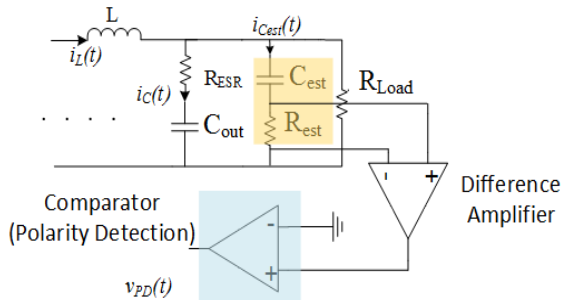 L
i_Cest(t)
i_L(t)
R_ESR
C_est
R_Load
i_C(t)
C_out
R_est
- +
Difference
Amplifier
Comparator
(Polarity Detection)
-
+
v_PD(t)